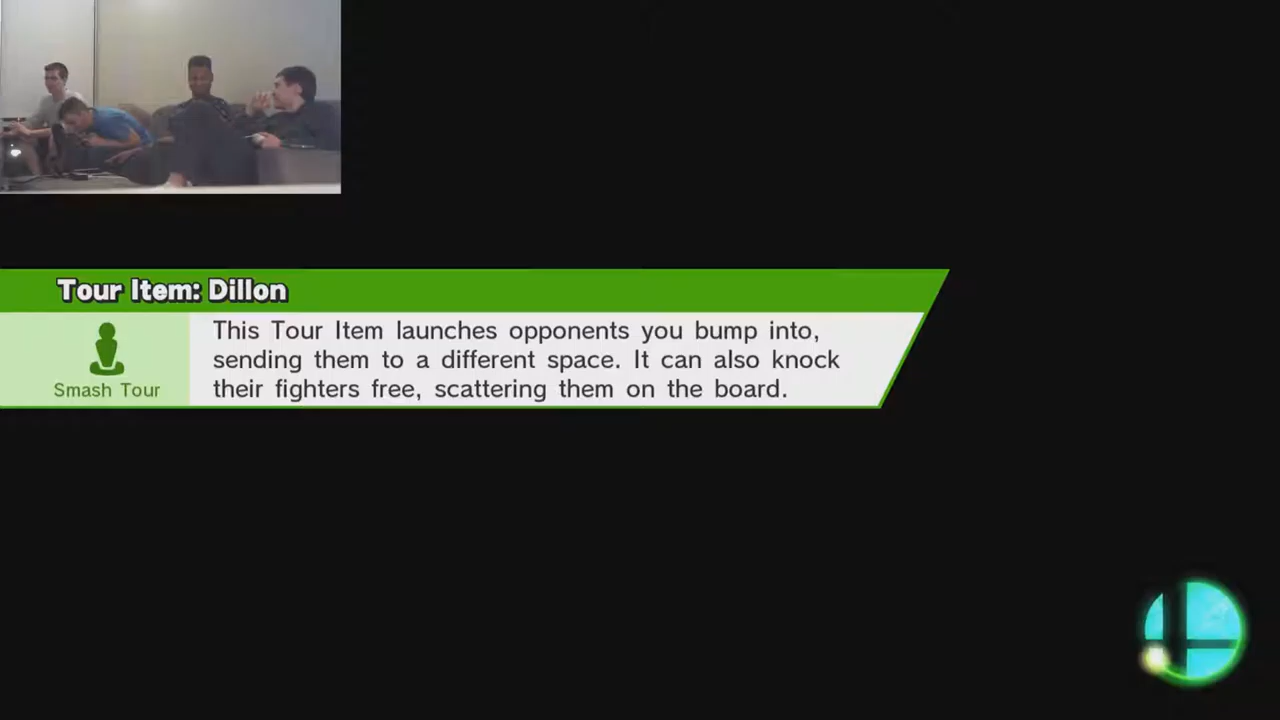 Tour Item: Dillon
This Tour Item launches opponents you bump into,
sending them to a different space. It can also knock
their fighters free, scattering them on the board.
Smash Tour